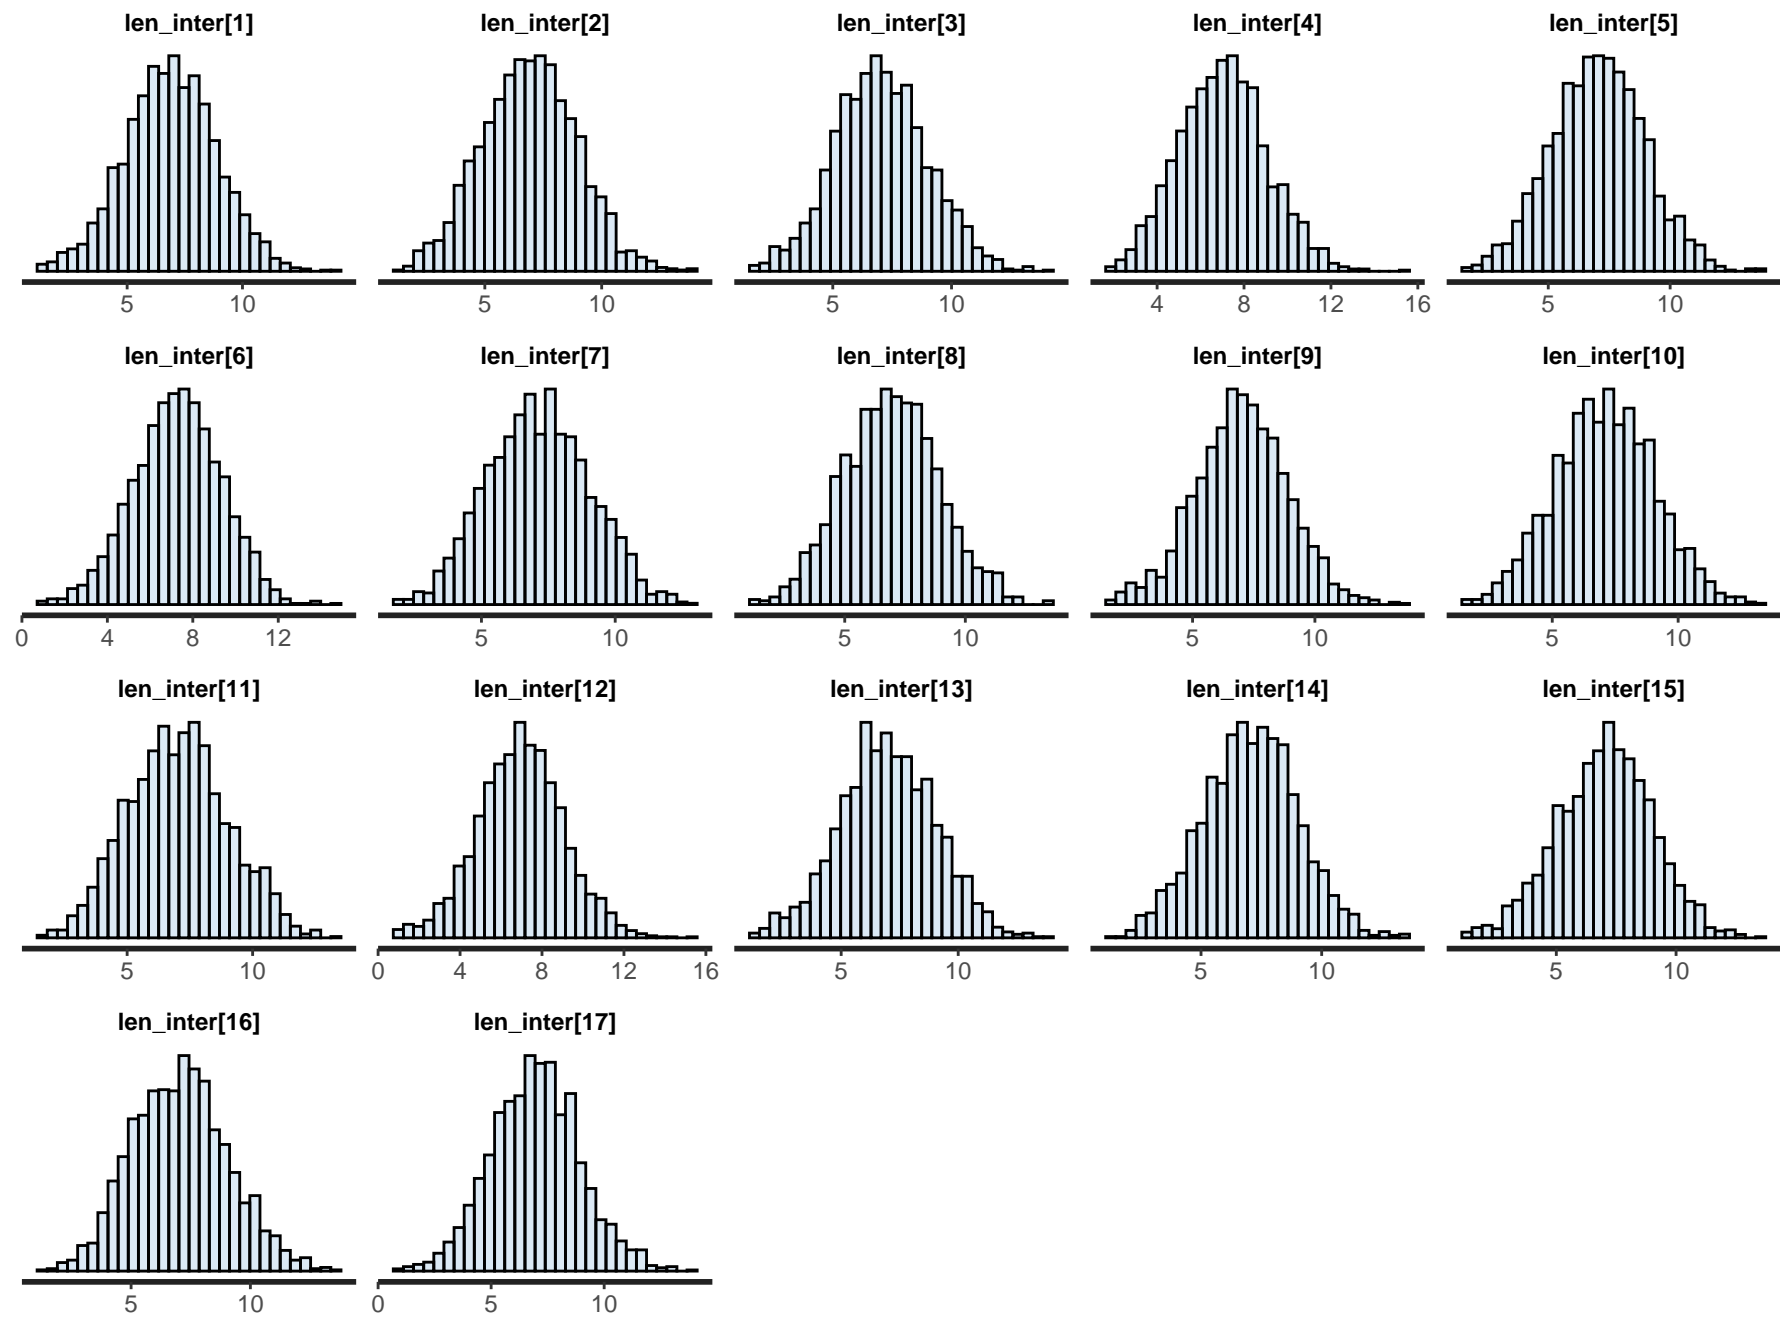 len_inter[1] len_inter[2] len_inter[3] len_inter[4] len_inter[5]
5 10 5 10 5 10 4 8 12 16 5 10
len_inter[6] len_inter[7] len_inter[8] len_inter[9] len_inter[10]
0 4 8 12 5 10 5 10 5 10 5 10
len_inter[11] len_inter[12] len_inter[13] len_inter[14] len_inter[15]
5 10 0 4 8 12 16 5 10 5 10 5 10
len_inter[16] len_inter[17]
5 10 0 5 10